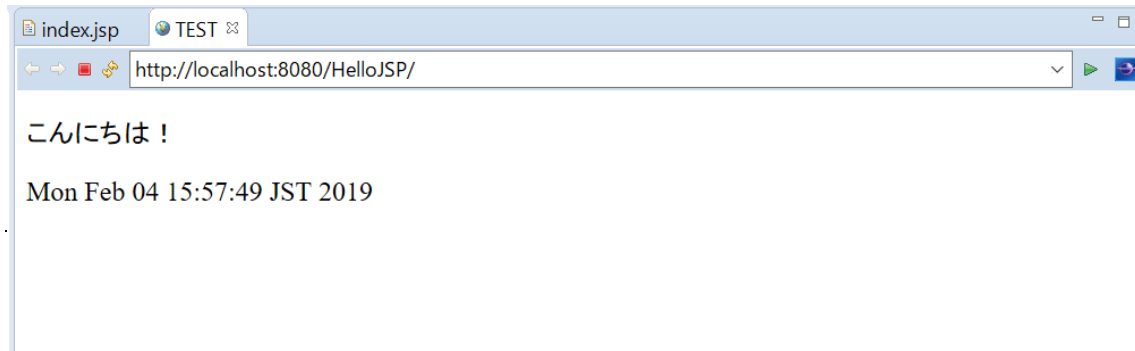 index.jsp TEST
http://localhost:8080/HelloJSP/
こんにちは！
Mon Feb 04 15:57:49 JST 2019